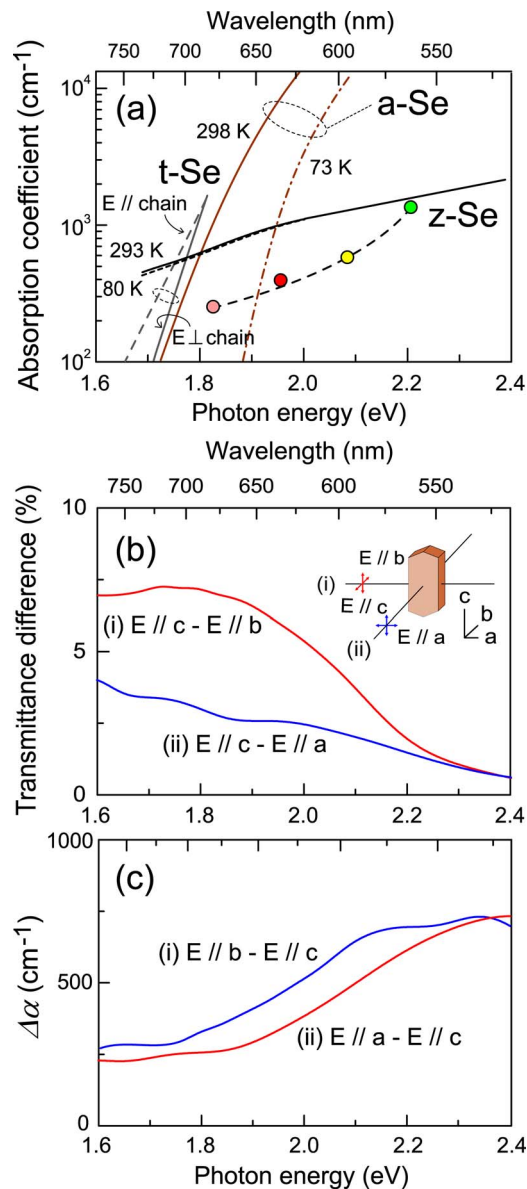 Wavelength (nm)
750 700 650 600 550
Absorption coefficient (cm⁻¹)
10⁴
10³
10²
(a)
298 K
a-Se
t-Se
73 K
E // chain
z-Se
293 K
80 K
E⊥chain
1.6 1.8 2.0 2.2 2.4
Photon energy (eV)
Wavelength (nm)
750 700 650 600 550
Transmittance difference (%)
10
5
0
(b)
E // b
(i)
(i) E // c - E // b
E // c
c
b
a
(ii)
E // a
(ii) E // c - E // a
1.6 1.8 2.0 2.2 2.4
Δα (cm⁻¹)
1000
500
0
(c)
(i) E // b - E // c
(ii) E // a - E // c
1.6 1.8 2.0 2.2 2.4
Photon energy (eV)